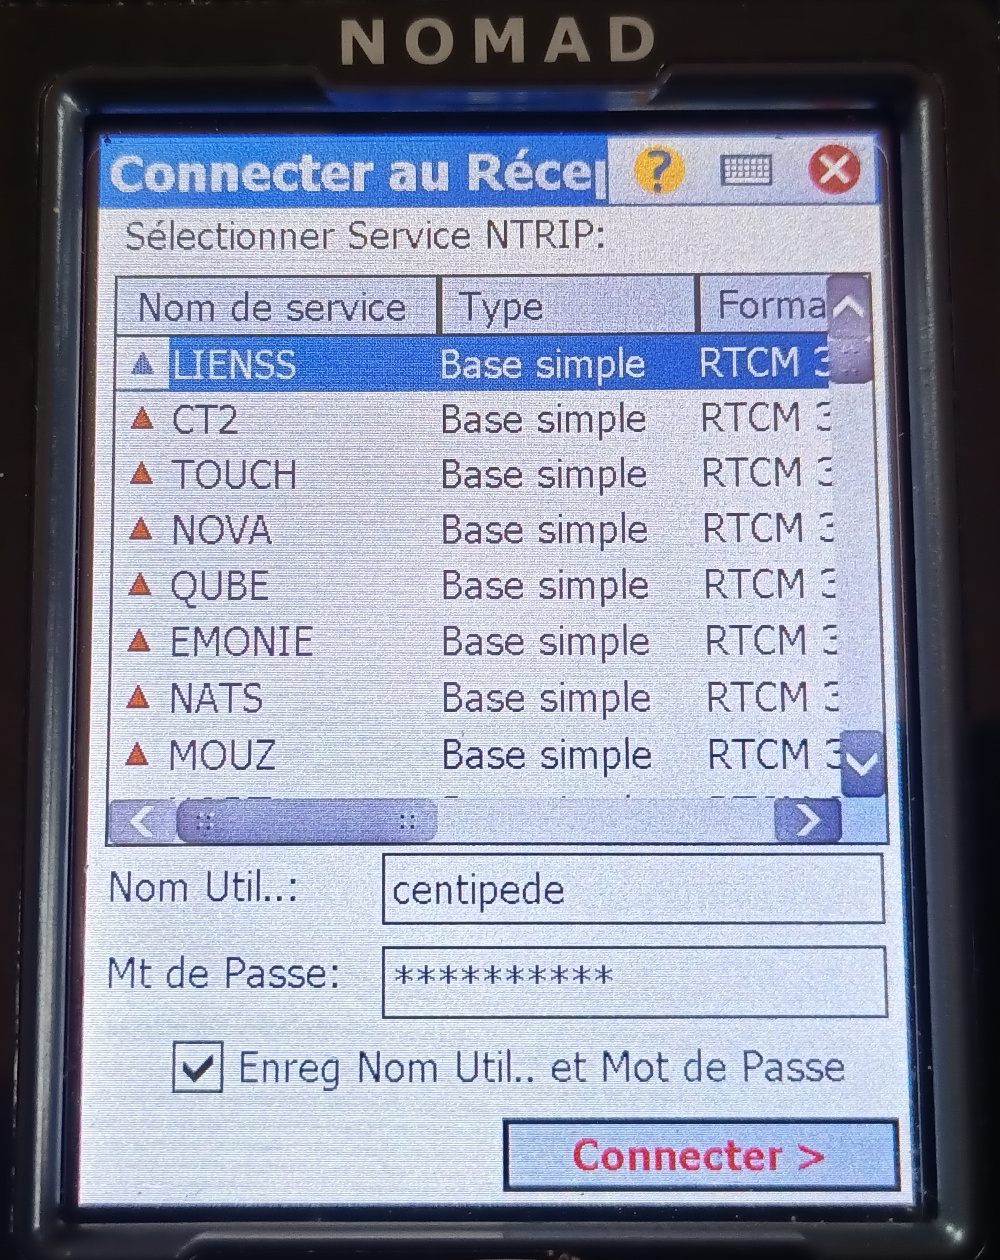 NOMAD
Connecter au Récep
Sélectionner Service NTRIP:
Nom de service Type Forma
LIENSS Base simple RTCM 3
CT2 Base simple RTCM 3
TOUCH Base simple RTCM 3
NOVA Base simple RTCM 3
QUBE Base simple RTCM 3
EMONIE Base simple RTCM 3
NATS Base simple RTCM 3
MOUZ Base simple RTCM 3
Nom Util..: centipede
Mt de Passe: **********
Enreg Nom Util.. et Mot de Passe
Connecter >